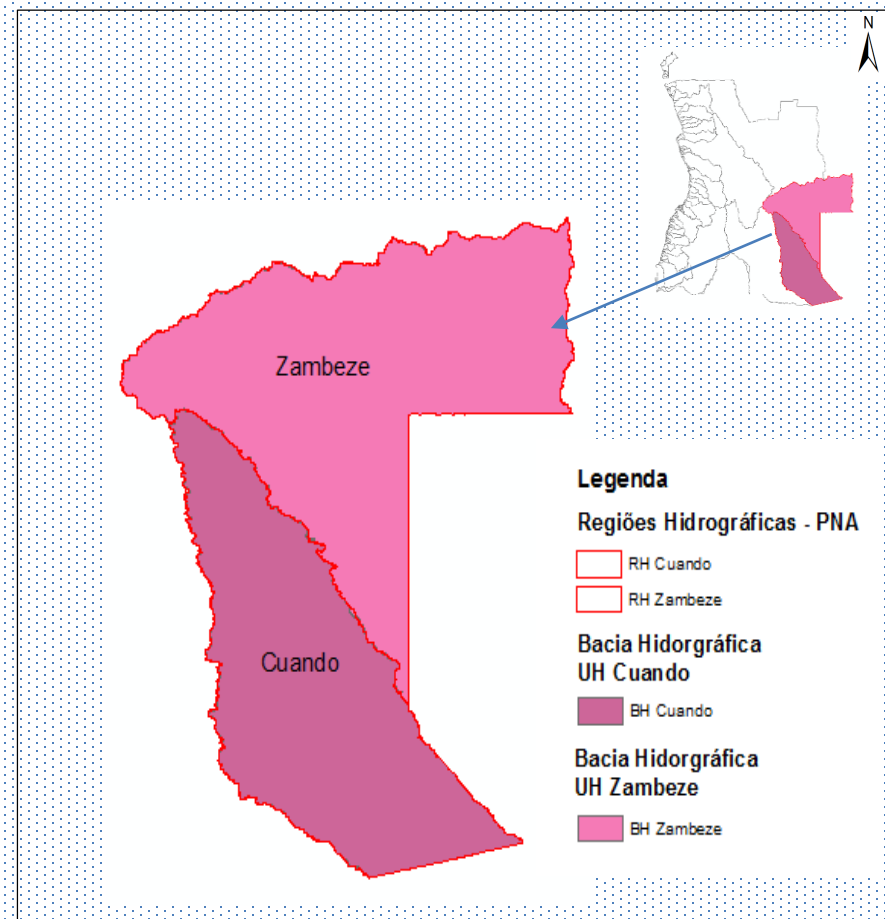 N
Zambeze
Cuando
Legenda
Regiões Hidrográficas - PNA
RH Cuando
RH Zambeze
Bacia Hidorgráfica
UH Cuando
BH Cuando
Bacia Hidorgráfica
UH Zambeze
BH Zambeze